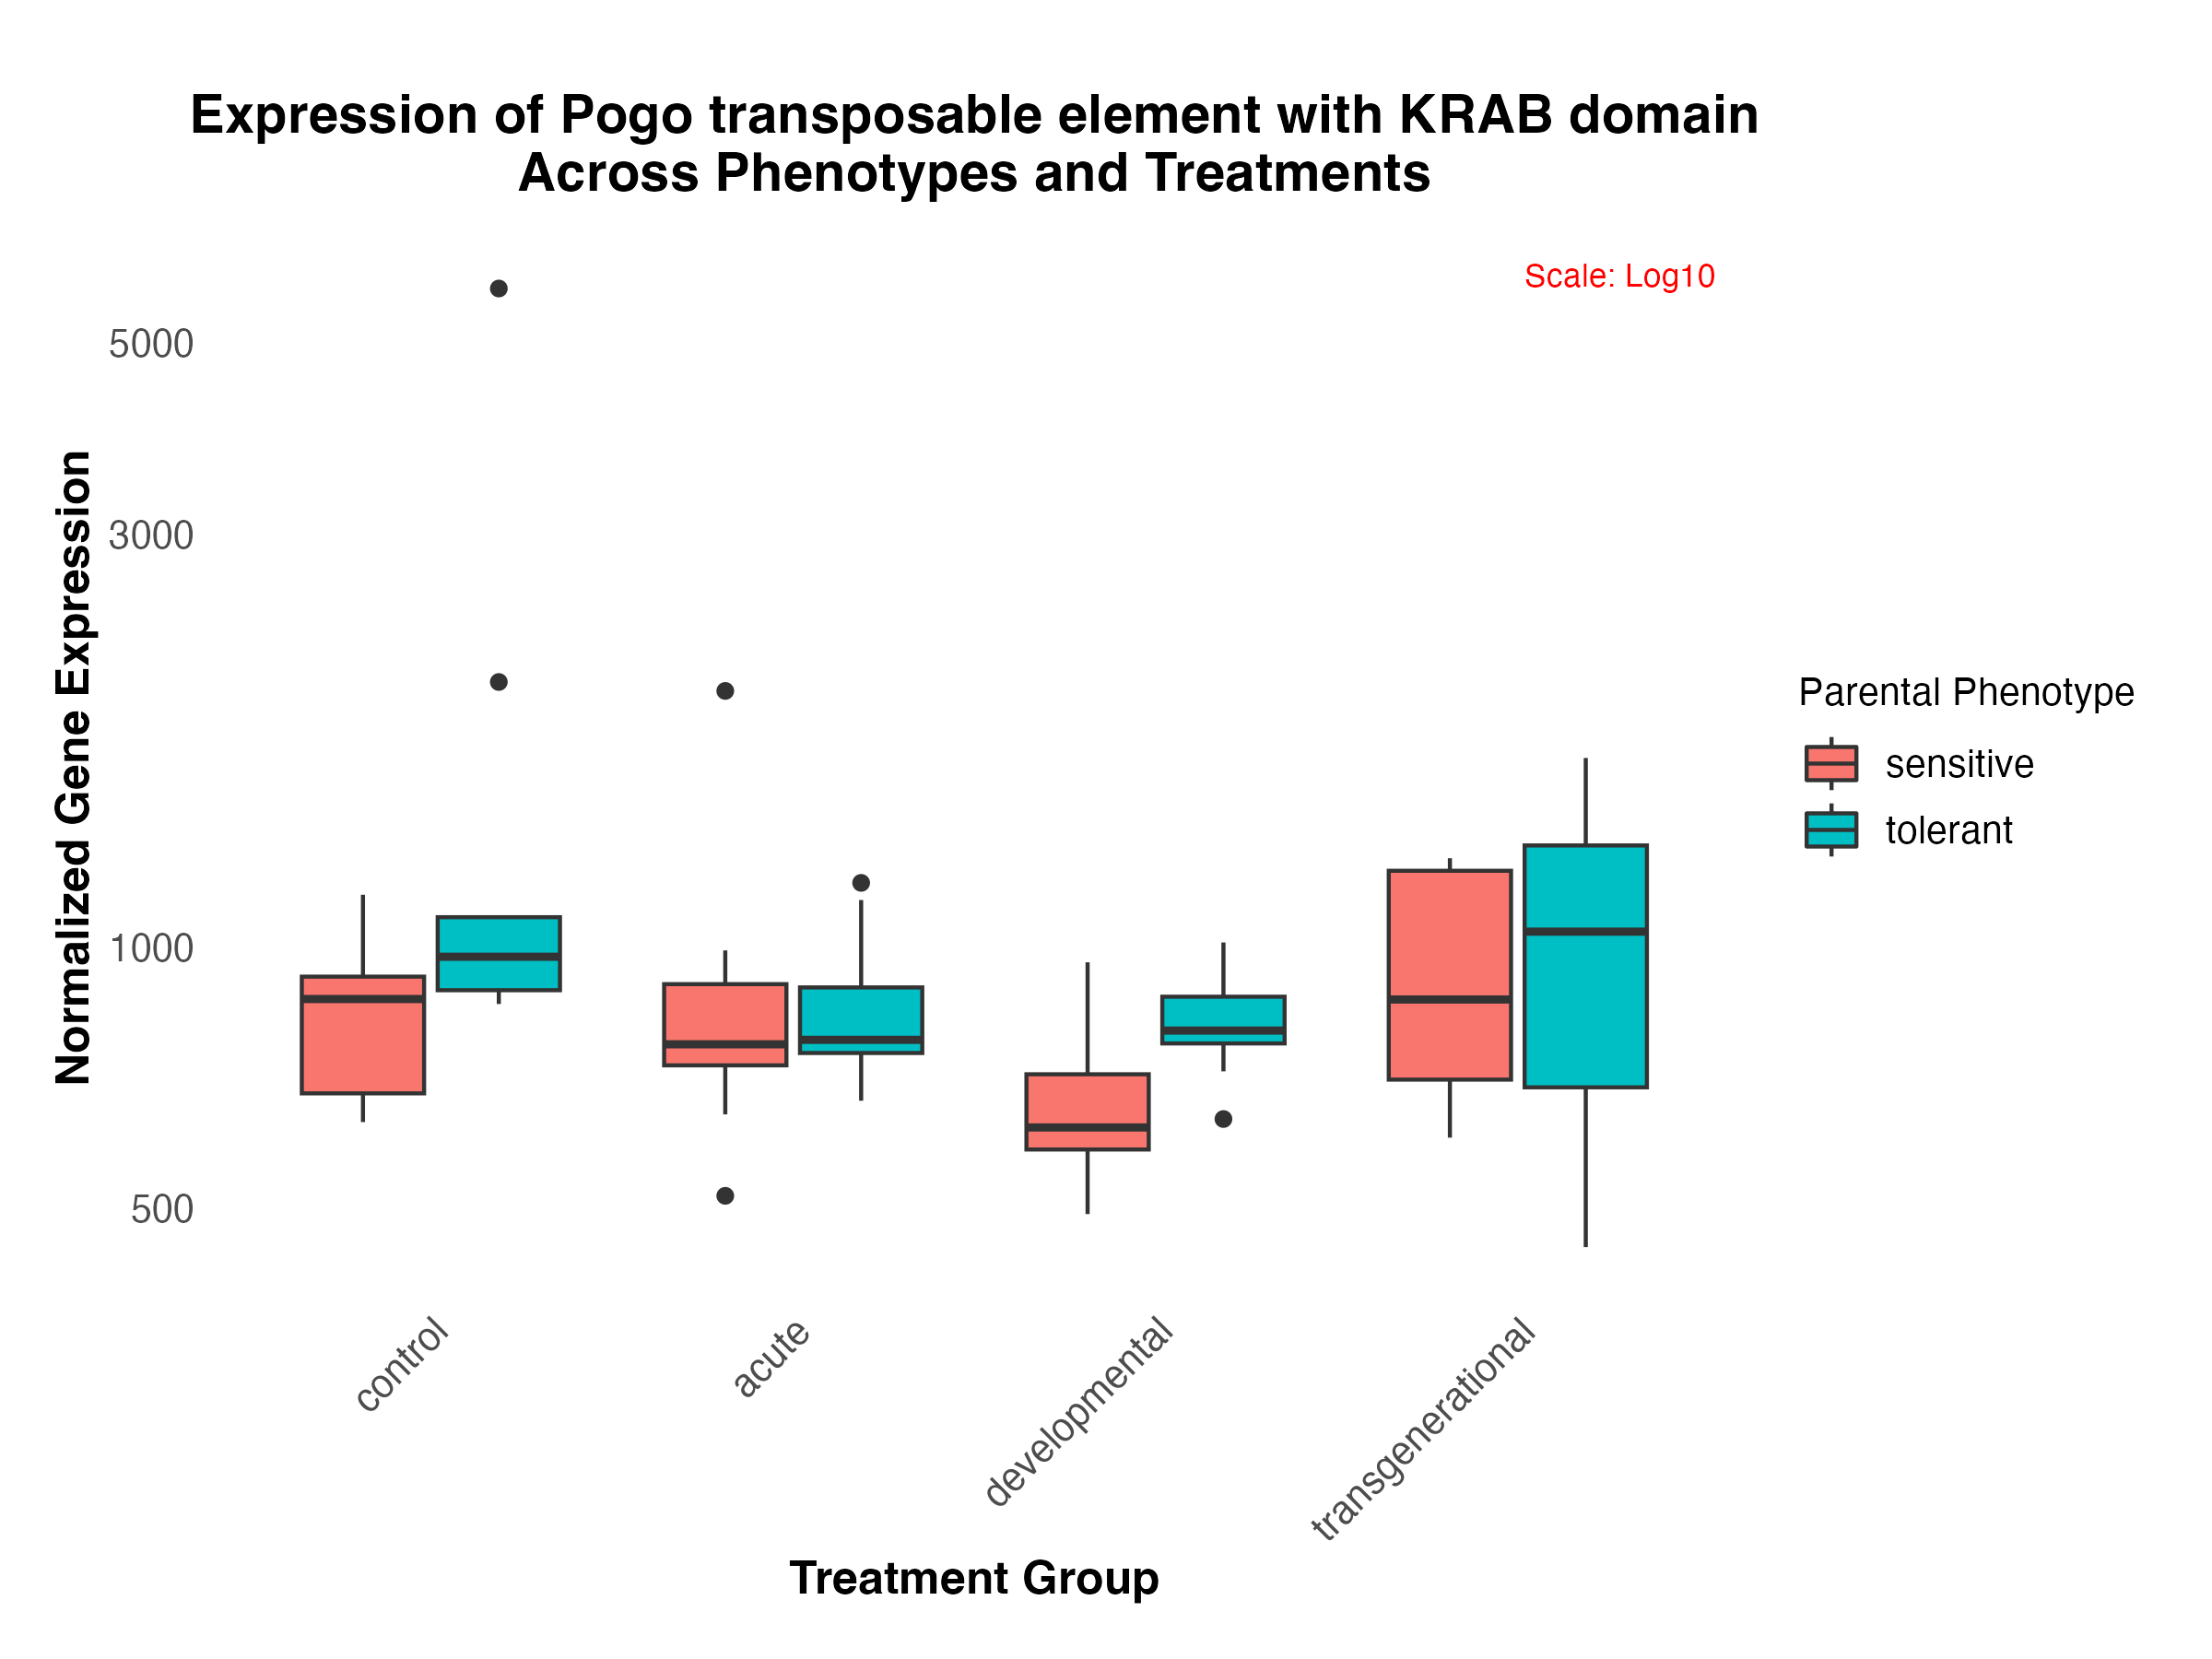 Expression of Pogo transposable element with KRAB domain
Across Phenotypes and Treatments
Scale: Log10
Normalized Gene Expression
5000
3000
1000
500
Parental Phenotype
sensitive
tolerant
control
acute
developmental
transgenerational
Treatment Group